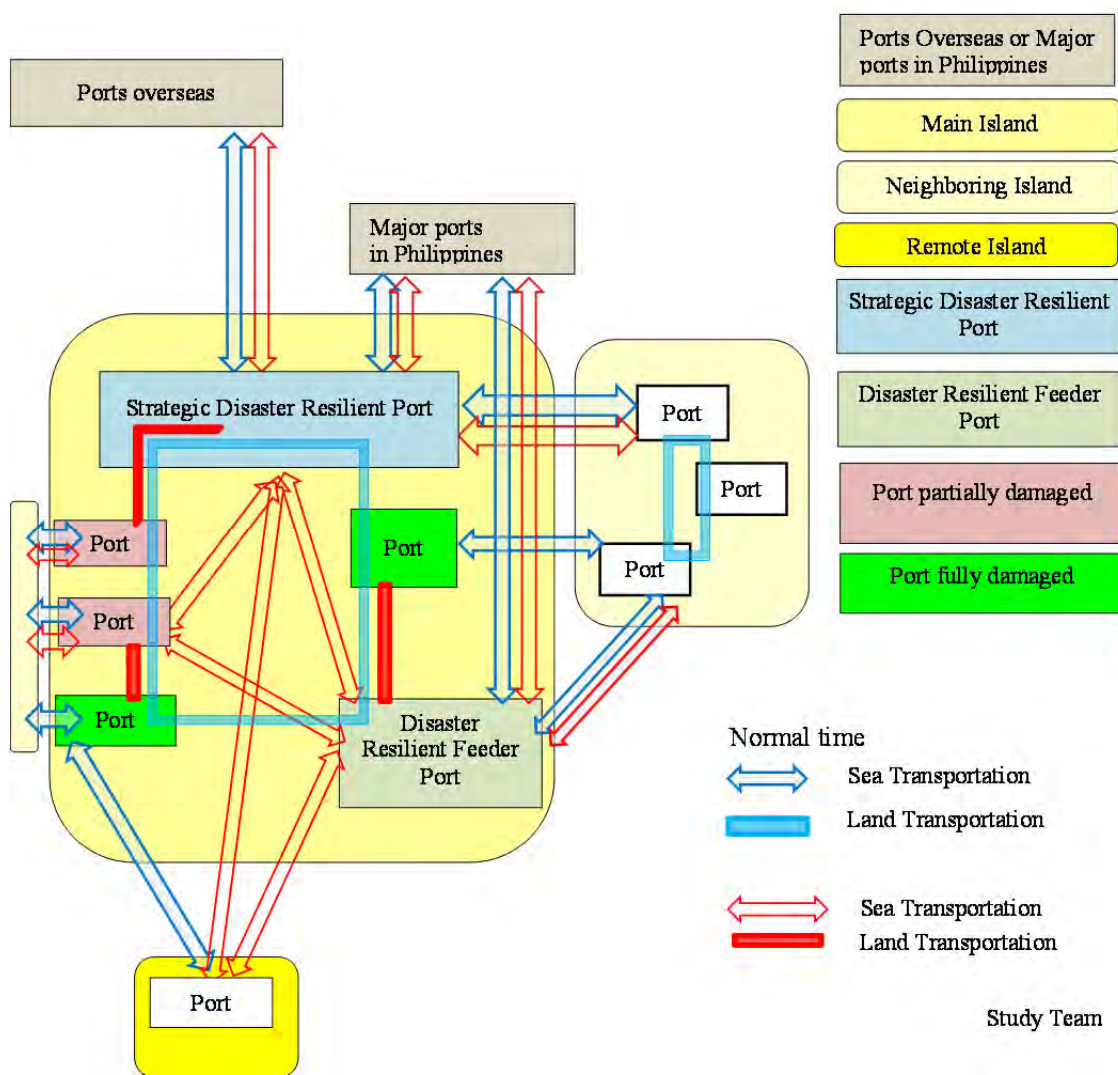 Ports overseas
Major ports
in Philippines
Strategic Disaster Resilient Port
Port
Port
Port
Port
Disaster
Resilient Feeder
Port
Port
Port
Port
Port
Ports Overseas or Major
ports in Philippines
Main Island
Neighboring Island
Remote Island
Strategic Disaster Resilient
Port
Disaster Resilient Feeder
Port
Port partially damaged
Port fully damaged
Normal time
Sea Transportation
Land Transportation
Sea Transportation
Land Transportation
Study Team